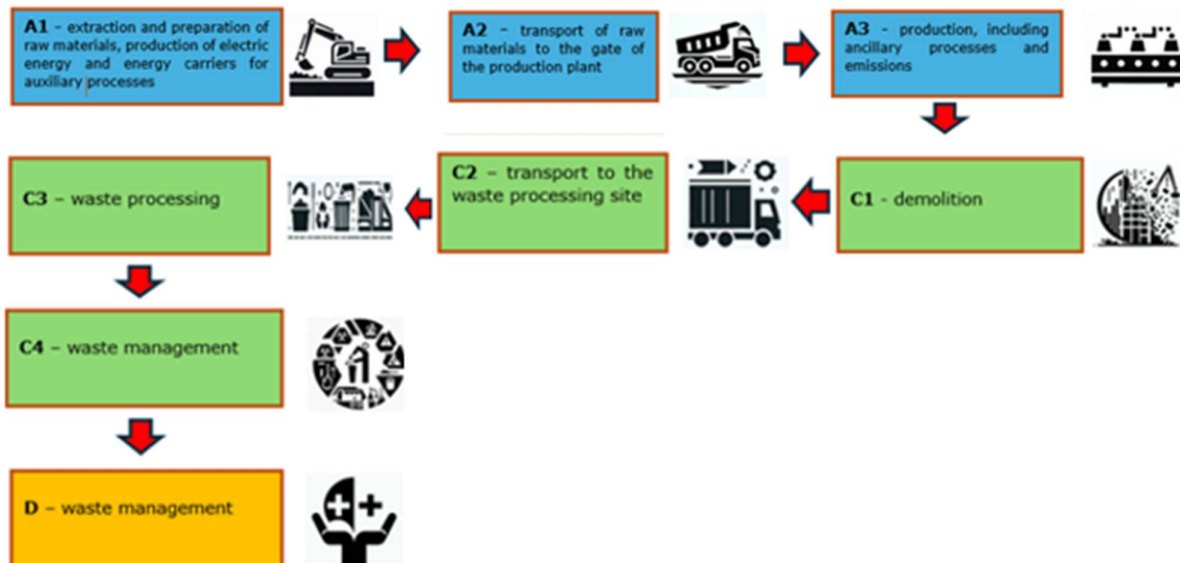 A1 – extraction and preparation of
raw materials, production of electric
energy and energy carriers for
auxiliary processes
A2 – transport of raw
materials to the gate of
the production plant
A3 – production, including
ancillary processes and
emissions
C3 – waste processing
C2 – transport to the
waste processing site
C1 - demolition
C4 – waste management
D – waste management